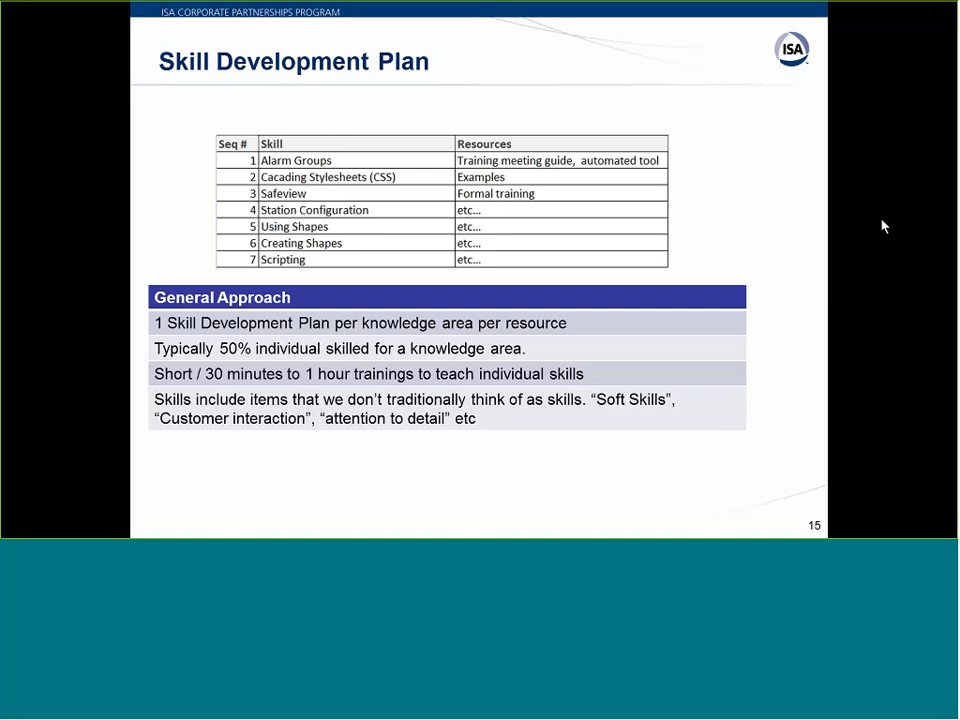 ISA CORPORATE PARTNERSHIPS PROGRAM
Skill Development Plan
ISA
Seq # Skill Resources
1 Alarm Groups Training meeting guide, automated tool
2 Cacading Stylesheets (CSS) Examples
3 Safeview Formal training
4 Station Configuration etc...
5 Using Shapes etc...
6 Creating Shapes etc...
7 Scripting etc...
General Approach
1 Skill Development Plan per knowledge area per resource
Typically 50% individual skilled for a knowledge area.
Short / 30 minutes to 1 hour trainings to teach individual skills
Skills include items that we don’t traditionally think of as skills. “Soft Skills”,
“Customer interaction”, “attention to detail” etc
15